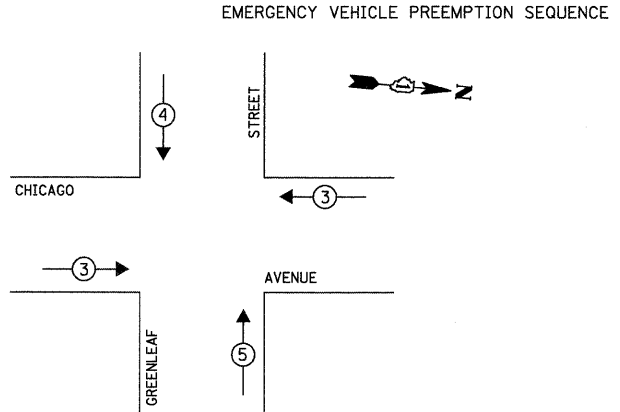 EMERGENCY VEHICLE PREEMPTION SEQUENCE
4
STREET
N
CHICAGO
3
3
AVENUE
GREENLEAF
5